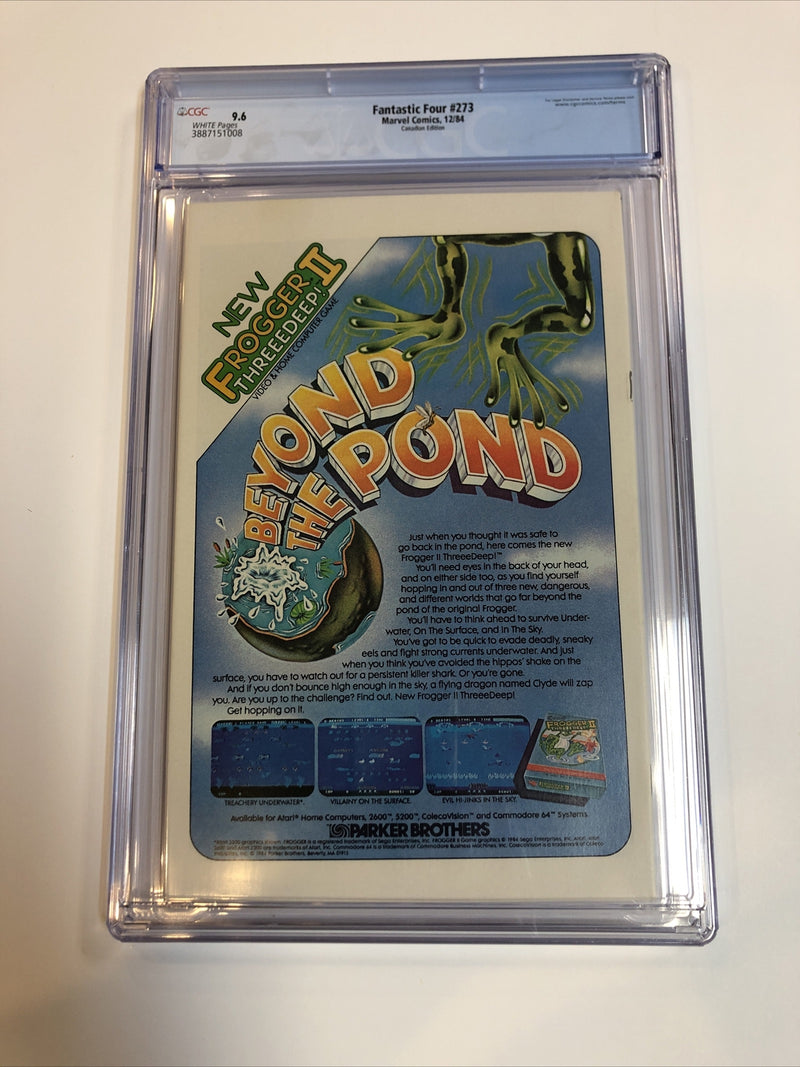 CGC 9.6
WHITE Pages
3887151008
Fantastic Four #273
Marvel Comics, 12/84
Canadian Edition
www.cgccomics.com/terms
NEW
FROGGER II
THREEEDEEP!
VIDEO & HOME COMPUTER GAME
BEYOND
THE POND
Just when you thought it was safe to
go back in the pond, here comes the new
Frogger II ThreeeDeep!™
You'll need eyes in the back of your head,
and on either side too, as you find yourself
hopping in and out of three new, dangerous,
and different worlds that go far beyond the
pond of the original Frogger.
You'll have to think ahead to survive Under-
water, On The Surface, and In The Sky.
You've got to be quick to evade deadly, sneaky
eels and fight strong currents underwater. And just
when you think you've avoided the hippos' shake on the
surface, you have to watch out for a persistent killer shark. Or you're gone.
And if you don't bounce high enough in the sky, a flying dragon named Clyde will zap
you. Are you up to the challenge? Find out. New Frogger II ThreeeDeep!
Get hopping on it.
FROGGER II
TREACHERY UNDERWATER*.
VILLAINY ON THE SURFACE.
EVIL HI-JINKS IN THE SKY.
Available for Atari® Home Computers, 2600™, 5200™, ColecoVision™ and Commodore 64™ Systems
PARKER BROTHERS